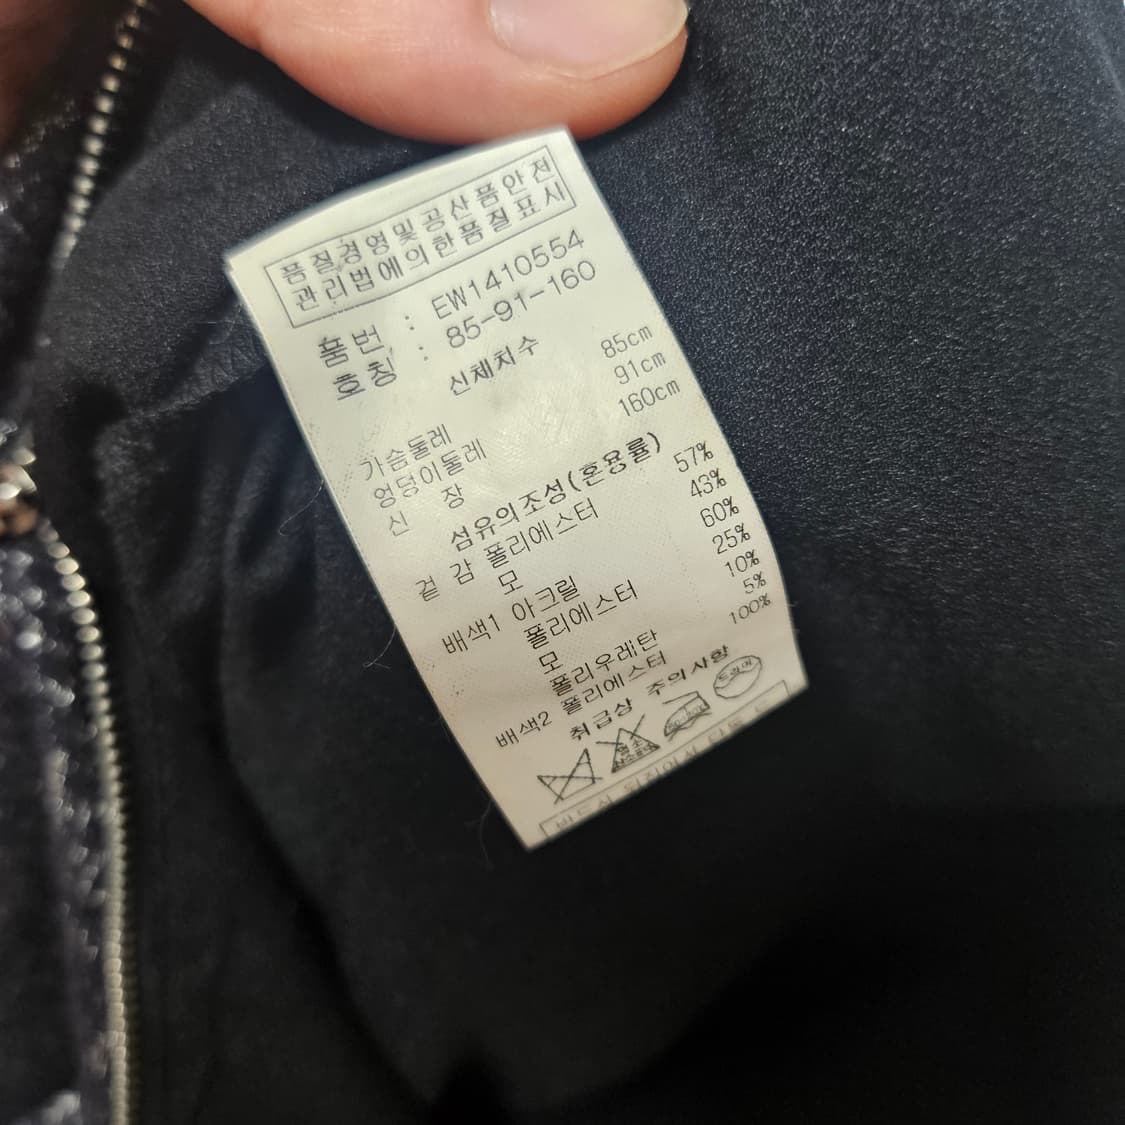 품질경영및공산품안전
관리법에의한품질표시
품 번 : EW1410554
호 칭 : 85-91-160
신체치수
가슴둘레 85cm
엉덩이둘레 91cm
신 장 160cm
섬유의조성(혼용률)
겉 감 폴리에스터 57%
모 43%
배색1 아크릴 60%
폴리에스터 25%
모 10%
폴리우레탄 5%
배색2 폴리에스터 100%
취급상 주의사항
염소
드라이